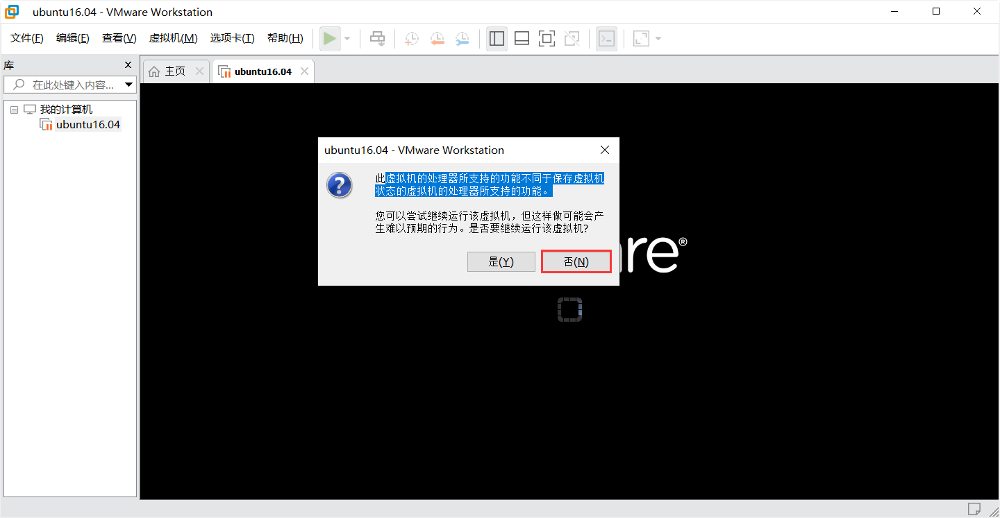 ubuntu16.04 - VMware Workstation
文件(F) 编辑(E) 查看(V) 虚拟机(M) 选项卡(T) 帮助(H)
库
在此处键入内容...
我的计算机
ubuntu16.04
主页
ubuntu16.04
ubuntu16.04 - VMware Workstation
此虚拟机的处理器所支持的功能不同于保存虚拟机
状态的虚拟机的处理器所支持的功能。
您可以尝试继续运行该虚拟机，但这样做可能会产
生难以预期的行为。是否要继续运行该虚拟机?
是(Y) 否(N)
re®